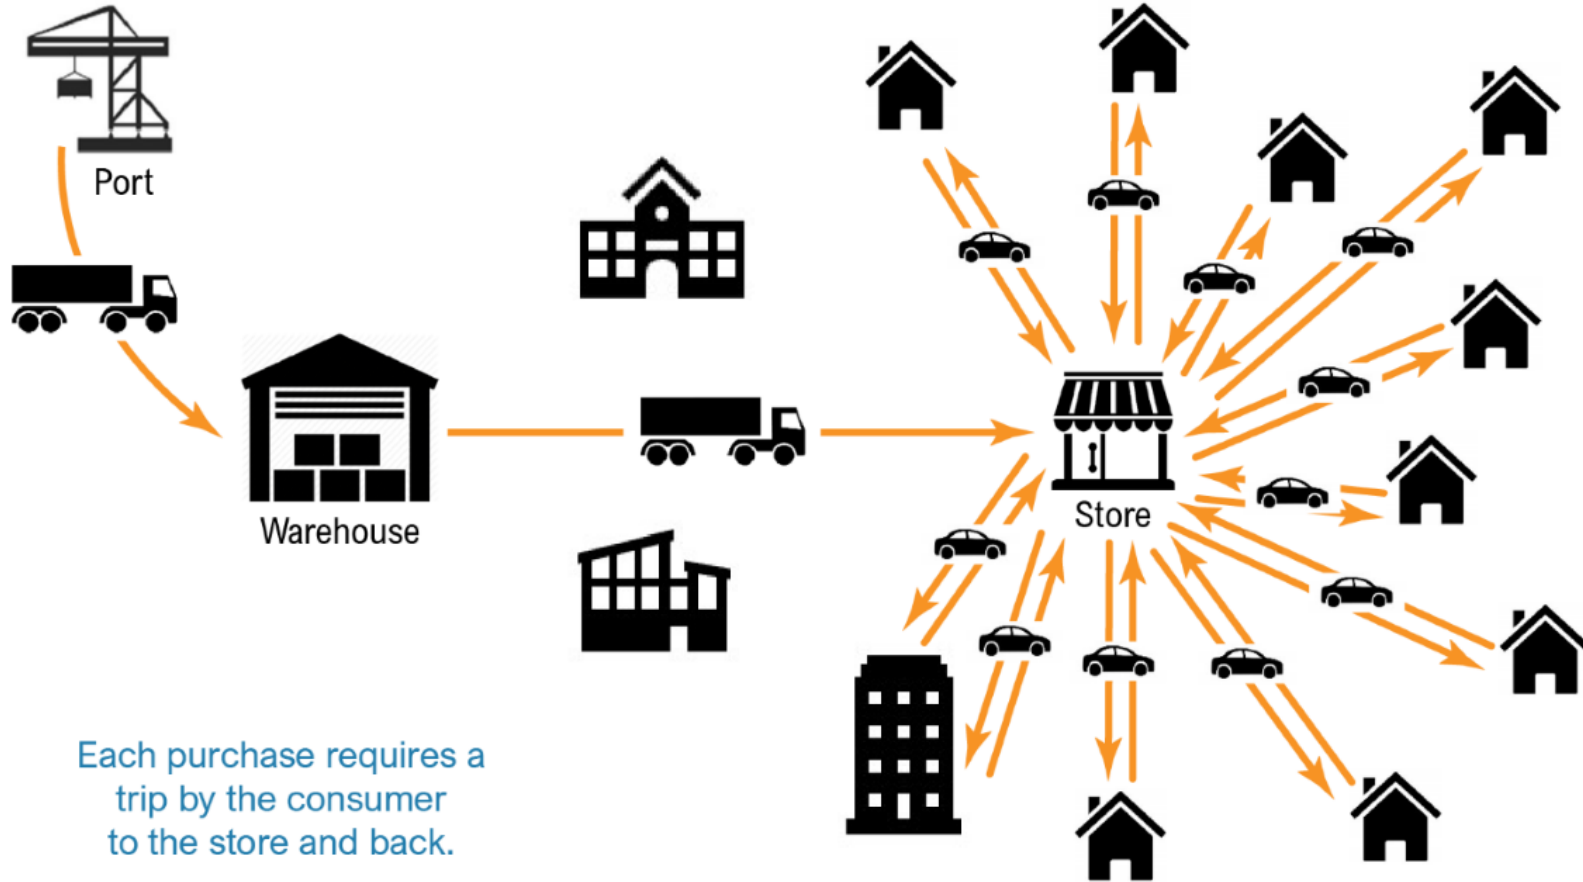 Port
Warehouse
Store
Each purchase requires a
trip by the consumer
to the store and back.